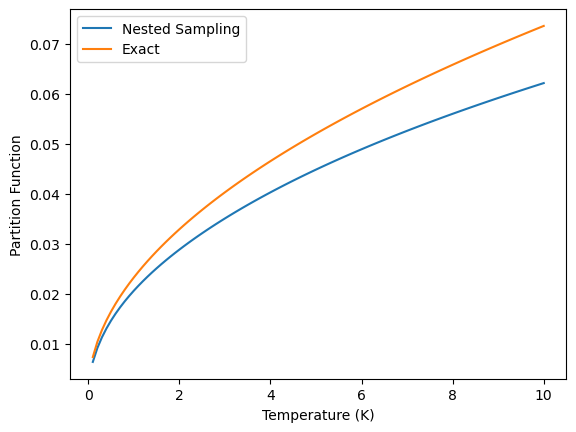 Nested Sampling
Exact
0.07
0.06
0.05
0.04
0.03
0.02
0.01
Partition Function
0 2 4 6 8 10
Temperature (K)